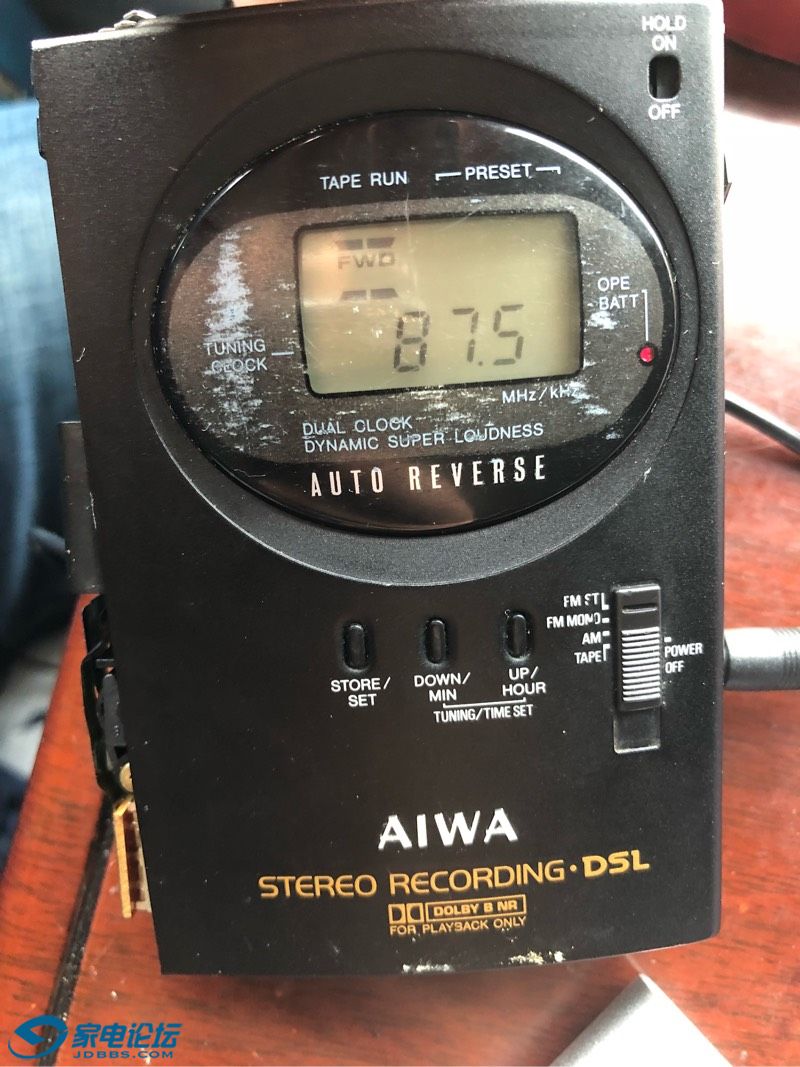 HOLD
ON
OFF
TAPE RUN
PRESET
FWD
87.5
OPE
BATT
TUNING
CLOCK
MHz/kHz
DUAL CLOCK
DYNAMIC SUPER LOUDNESS
AUTO REVERSE
FM ST
FM MONO
AM
TAPE
POWER
OFF
STORE/
SET
DOWN/
MIN
UP/
HOUR
TUNING/TIME SET
AIWA
STEREO RECORDING·DSL
DOLBY B NR
FOR PLAYBACK ONLY
家电论坛
JDBBS.COM